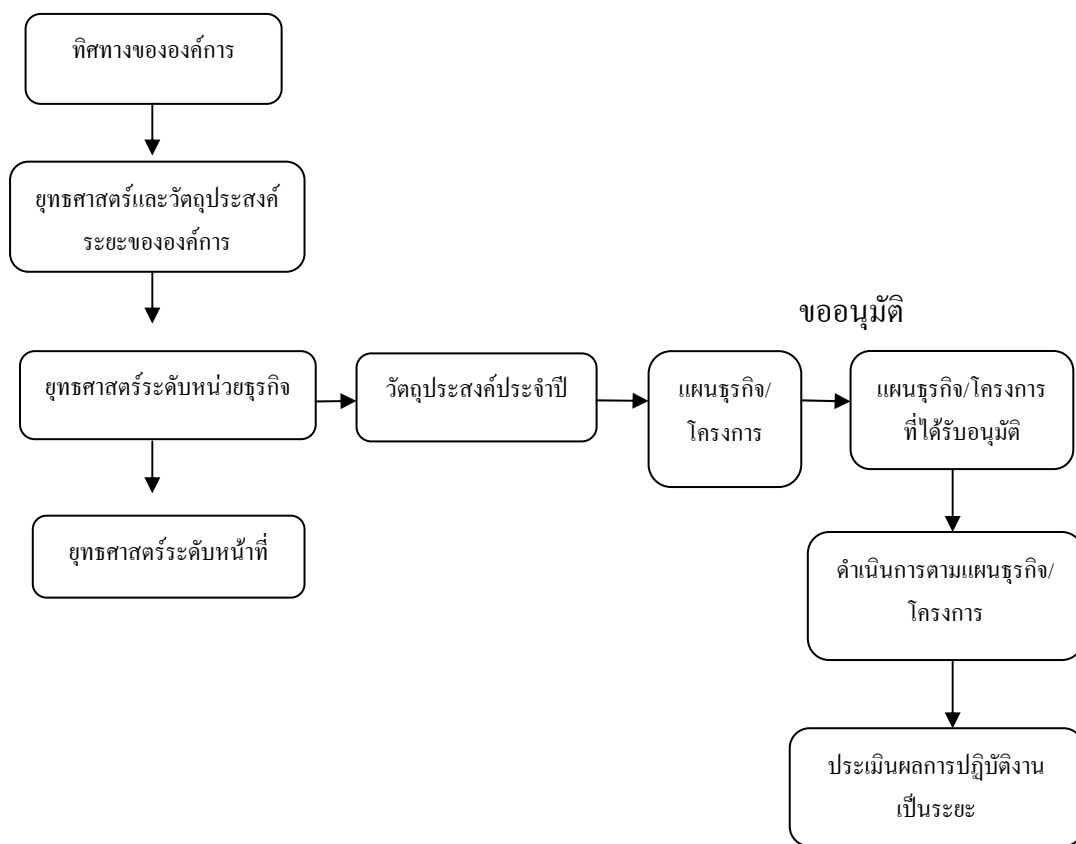 ทิศทางขององค์การ
ยุทธศาสตร์และวัตถุประสงค์
ระยะขององค์การ
ขออนุมัติ
ยุทธศาสตร์ระดับหน่วยธุรกิจ
วัตถุประสงค์ประจำปี
แผนธุรกิจ/
โครงการ
แผนธุรกิจ/โครงการ
ที่ได้รับอนุมัติ
ยุทธศาสตร์ระดับหน้าที่
ดำเนินการตามแผนธุรกิจ/
โครงการ
ประเมินผลการปฏิบัติงาน
เป็นระยะ